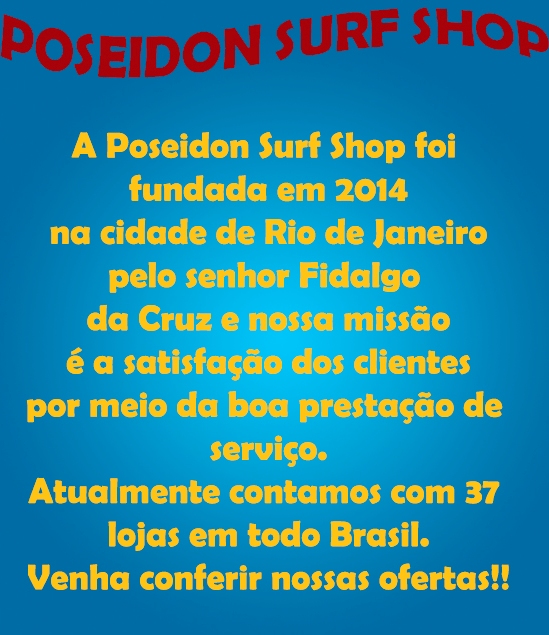 POSEIDON SURF SHOP
A Poseidon Surf Shop foi
fundada em 2014
na cidade de Rio de Janeiro
pelo senhor Fidalgo
da Cruz e nossa missão
é a satisfação dos clientes
por meio da boa prestação de
serviço.
Atualmente contamos com 37
lojas em todo Brasil.
Venha conferir nossas ofertas!!